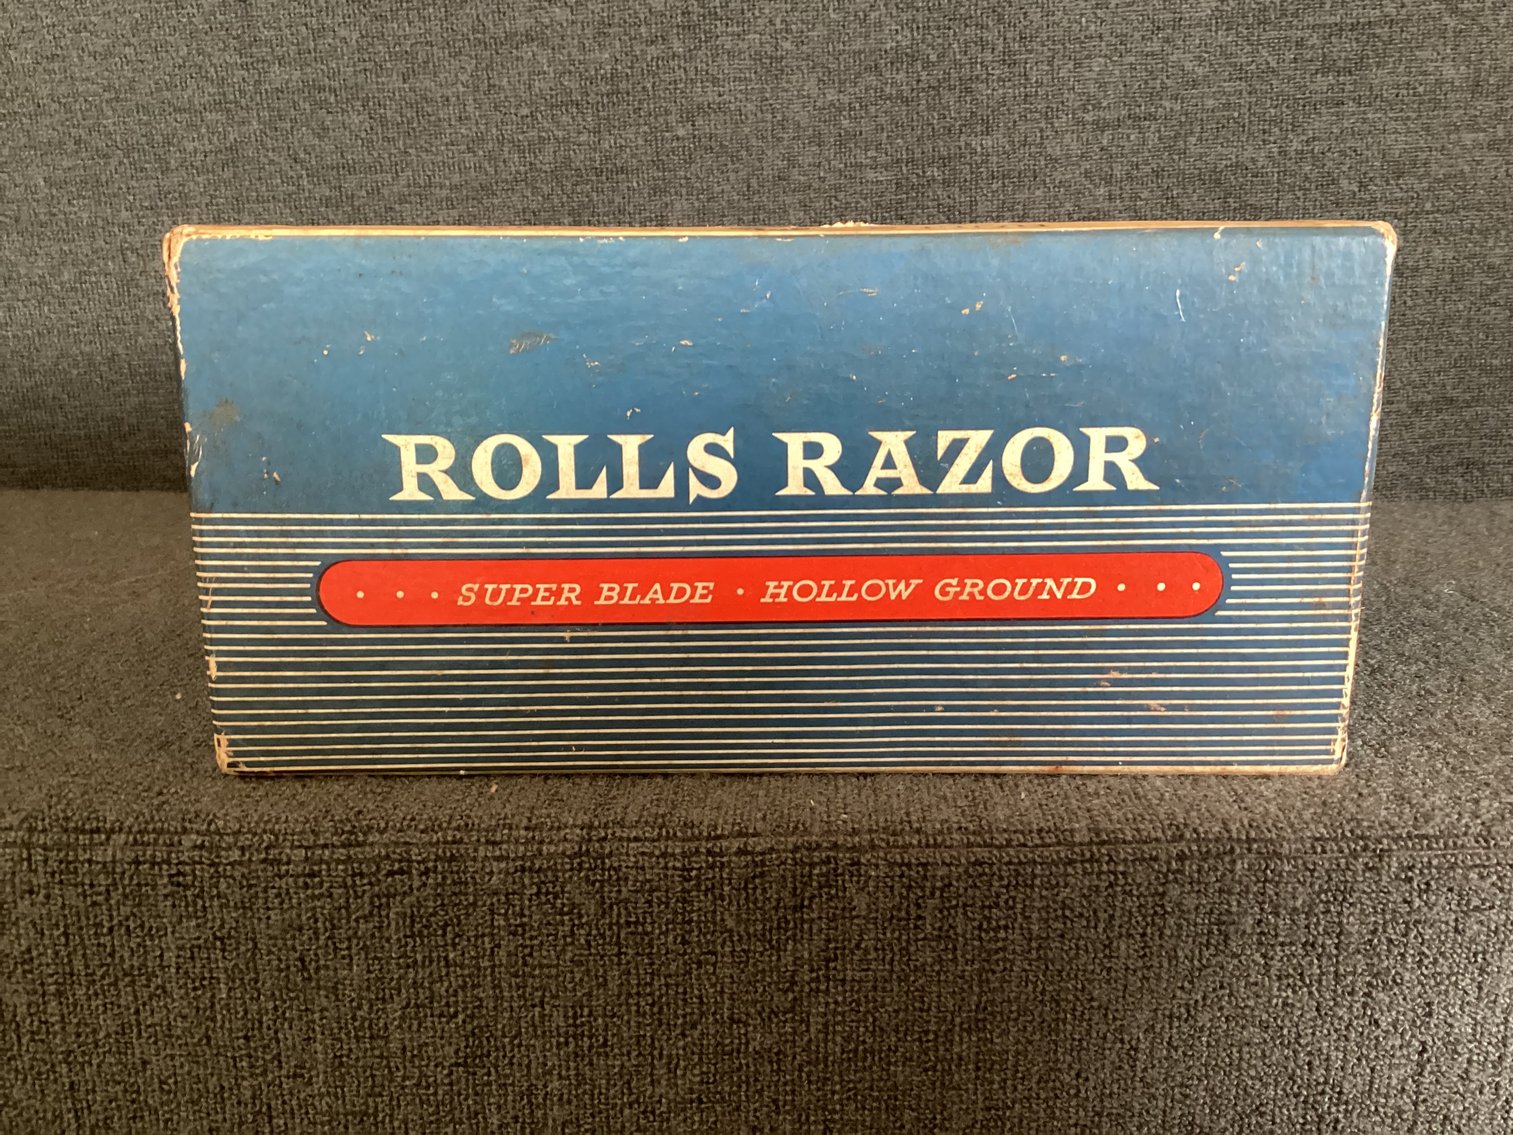 ROLLS RAZOR
· · · SUPER BLADE · HOLLOW GROUND · · ·